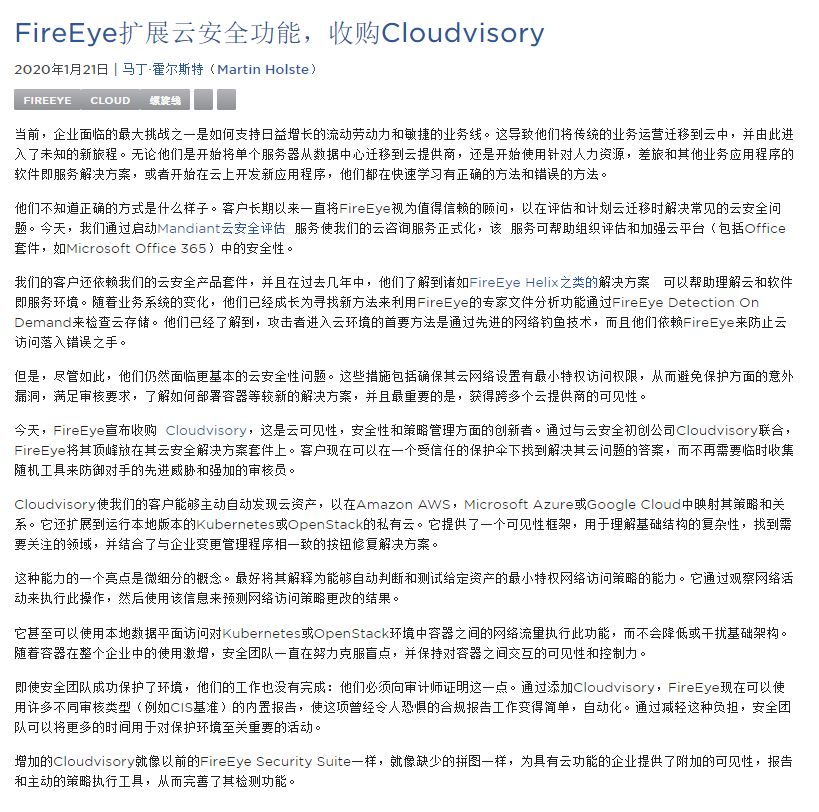 FireEye扩展云安全功能，收购Cloudvisory
2020年1月21日 | 马丁·霍尔斯特（Martin Holste）
FIREEYE CLOUD 螺旋线
当前，企业面临的最大挑战之一是如何支持日益增长的流动劳动力和敏捷的业务线。这导致他们将传统的业务运营迁移到云中，并由此进
入了未知的新旅程。无论他们是开始将单个服务器从数据中心迁移到云提供商，还是开始使用针对人力资源，差旅和其他业务应用程序的
软件即服务解决方案，或者开始在云上开发新应用程序，他们都在快速学习有正确的方法和错误的方法。
他们不知道正确的方式是什么样子。客户长期以来一直将FireEye视为值得信赖的顾问，以在评估和计划云迁移时解决常见的云安全问
题。今天，我们通过启动Mandiant云安全评估 服务使我们的云咨询服务正式化，该 服务可帮助组织评估和加强云平台（包括Office
套件，如Microsoft Office 365）中的安全性。
我们的客户还依赖我们的云安全产品套件，并且在过去几年中，他们了解到诸如FireEye Helix之类的解决方案 可以帮助理解云和软件
即服务环境。随着业务系统的变化，他们已经成长为寻找新方法来利用FireEye的专家文件分析功能通过FireEye Detection On
Demand来检查云存储。他们已经了解到，攻击者进入云环境的首要方法是通过先进的网络钓鱼技术，而且他们依赖FireEye来防止云
访问落入错误之手。
但是，尽管如此，他们仍然面临更基本的云安全性问题。这些措施包括确保其云网络设置有最小特权访问权限，从而避免保护方面的意外
漏洞，满足审核要求，了解如何部署容器等较新的解决方案，并且最重要的是，获得跨多个云提供商的可见性。
今天，FireEye宣布收购 Cloudvisory，这是云可见性，安全性和策略管理方面的创新者。通过与云安全初创公司Cloudvisory联合，
FireEye将其顶峰放在其云安全解决方案套件上。客户现在可以在一个受信任的保护伞下找到解决其云问题的答案，而不再需要临时收集
随机工具来防御对手的先进威胁和强加的审核员。
Cloudvisory使我们的客户能够主动自动发现云资产，以在Amazon AWS，Microsoft Azure或Google Cloud中映射其策略和关
系。它还扩展到运行本地版本的Kubernetes或OpenStack的私有云。它提供了一个可见性框架，用于理解基础结构的复杂性，找到需
要关注的领域，并结合了与企业变更管理程序相一致的按钮修复解决方案。
这种能力的一个亮点是微细分的概念。最好将其解释为能够自动判断和测试给定资产的最小特权网络访问策略的能力。它通过观察网络活
动来执行此操作，然后使用该信息来预测网络访问策略更改的结果。
它甚至可以使用本地数据平面访问对Kubernetes或OpenStack环境中容器之间的网络流量执行此功能，而不会降低或干扰基础架构。
随着容器在整个企业中的使用激增，安全团队一直在努力克服盲点，并保持对容器之间交互的可见性和控制力。
即使安全团队成功保护了环境，他们的工作也没有完成：他们必须向审计师证明这一点。通过添加Cloudvisory，FireEye现在可以使
用许多不同审核类型（例如CIS基准）的内置报告，使这项曾经令人恐惧的合规报告工作变得简单，自动化。通过减轻这种负担，安全团
队可以将更多的时间用于对保护环境至关重要的活动。
增加的Cloudvisory就像以前的FireEye Security Suite一样，就像缺少的拼图一样，为具有云功能的企业提供了附加的可见性，报告
和主动的策略执行工具，从而完善了其检测功能。